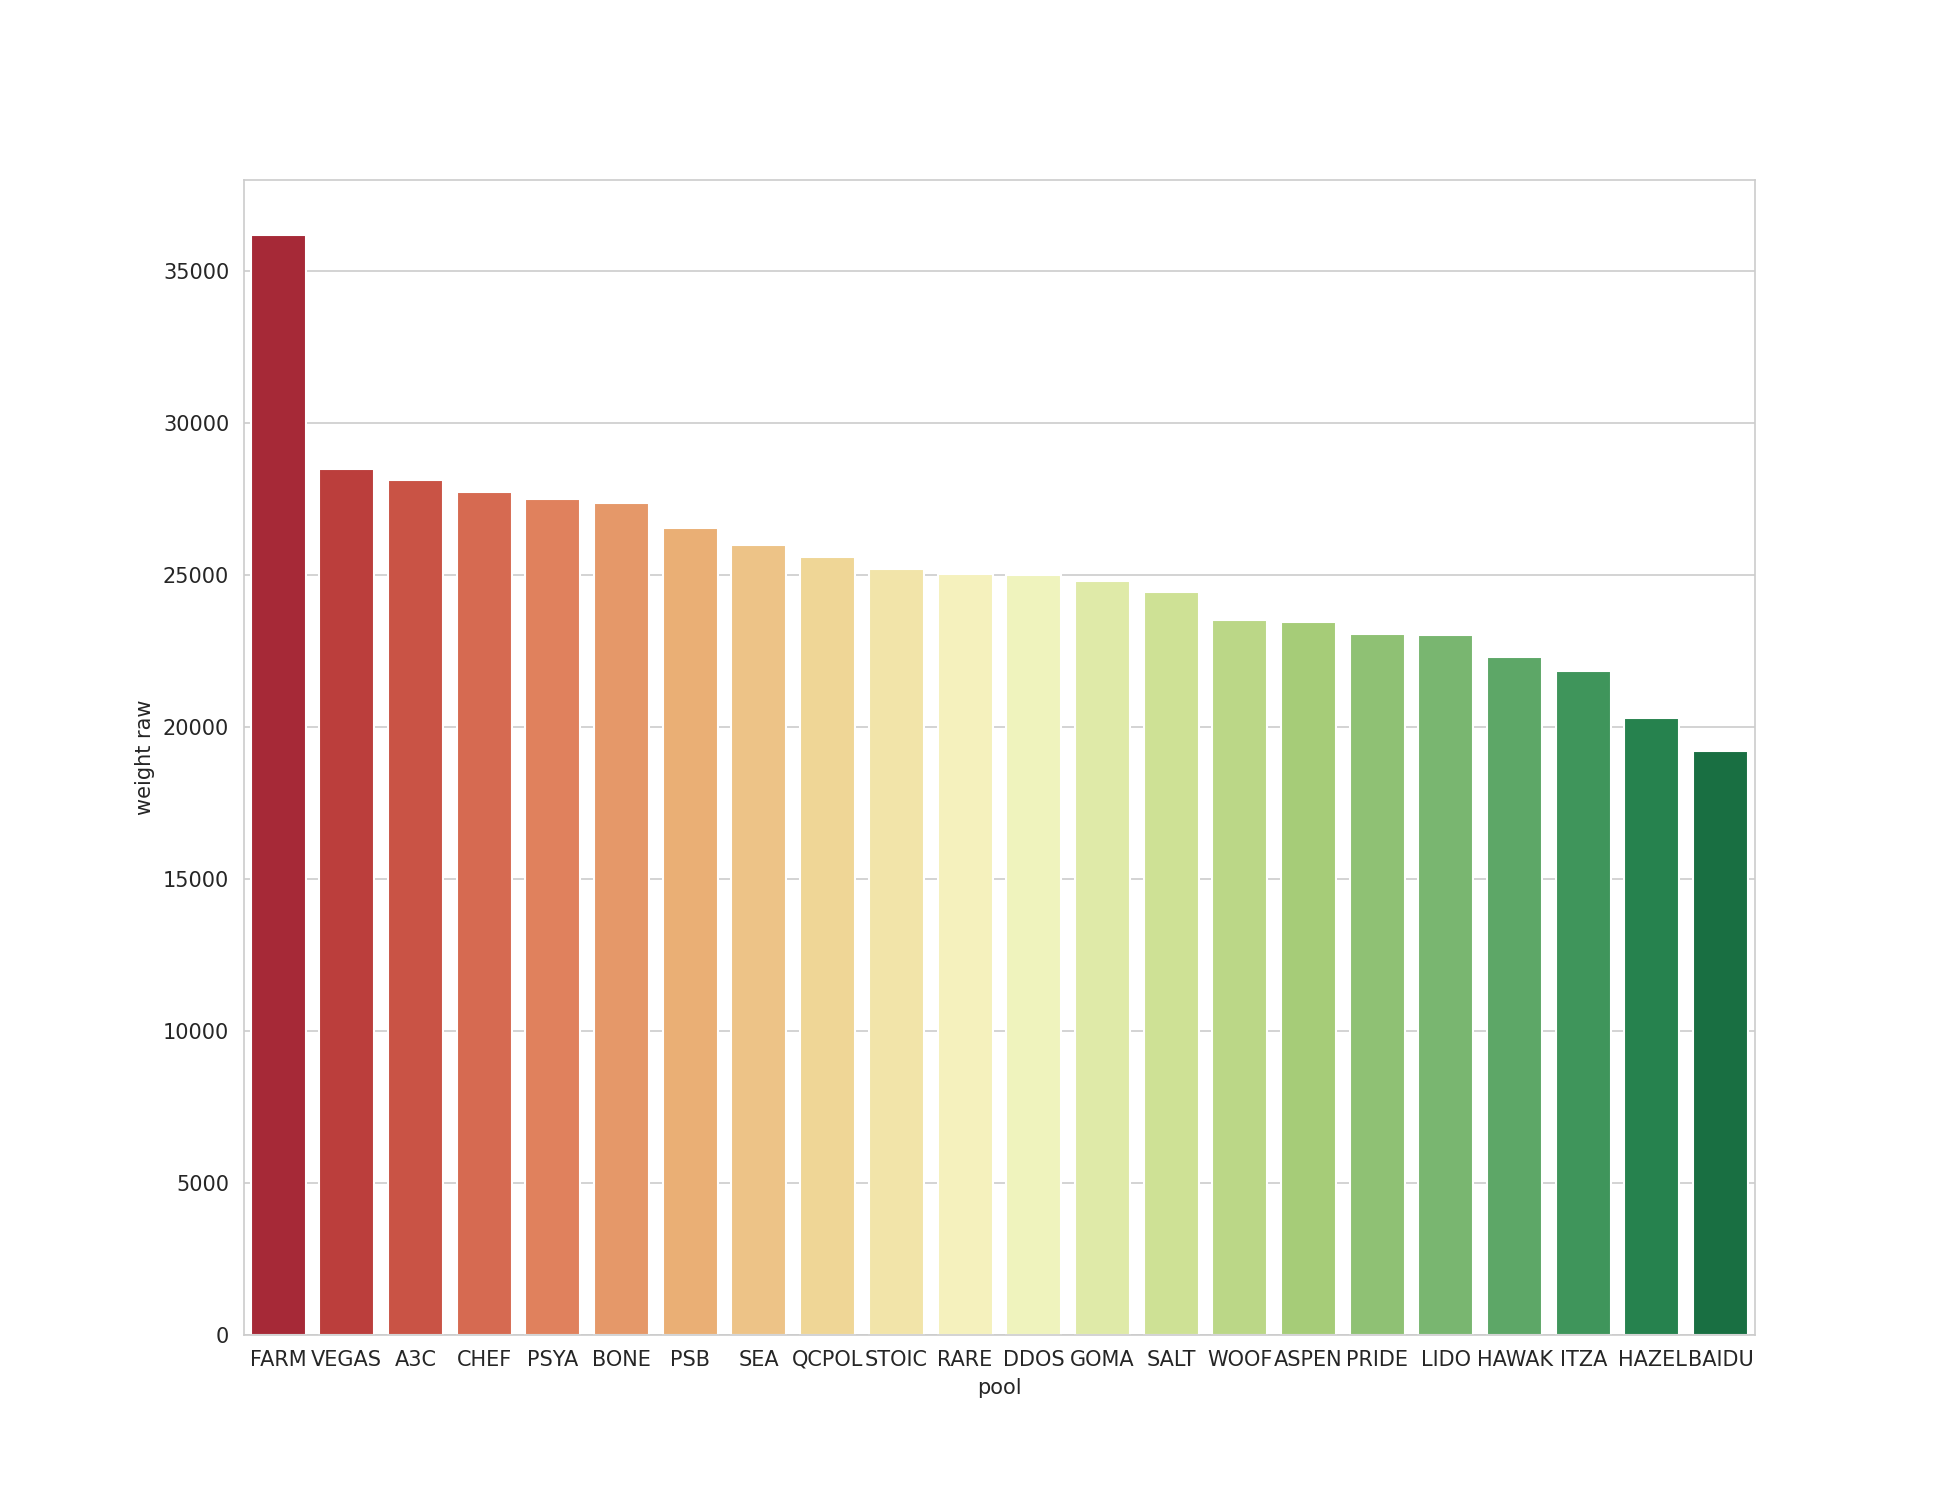 35000
30000
25000
20000
15000
10000
5000
0
weight raw
FARM VEGAS A3C CHEF PSYA BONE PSB SEA QCPOL STOIC RARE DDOS GOMA SALT WOOF ASPEN PRIDE LIDO HAWAK ITZA HAZEL BAIDU
pool